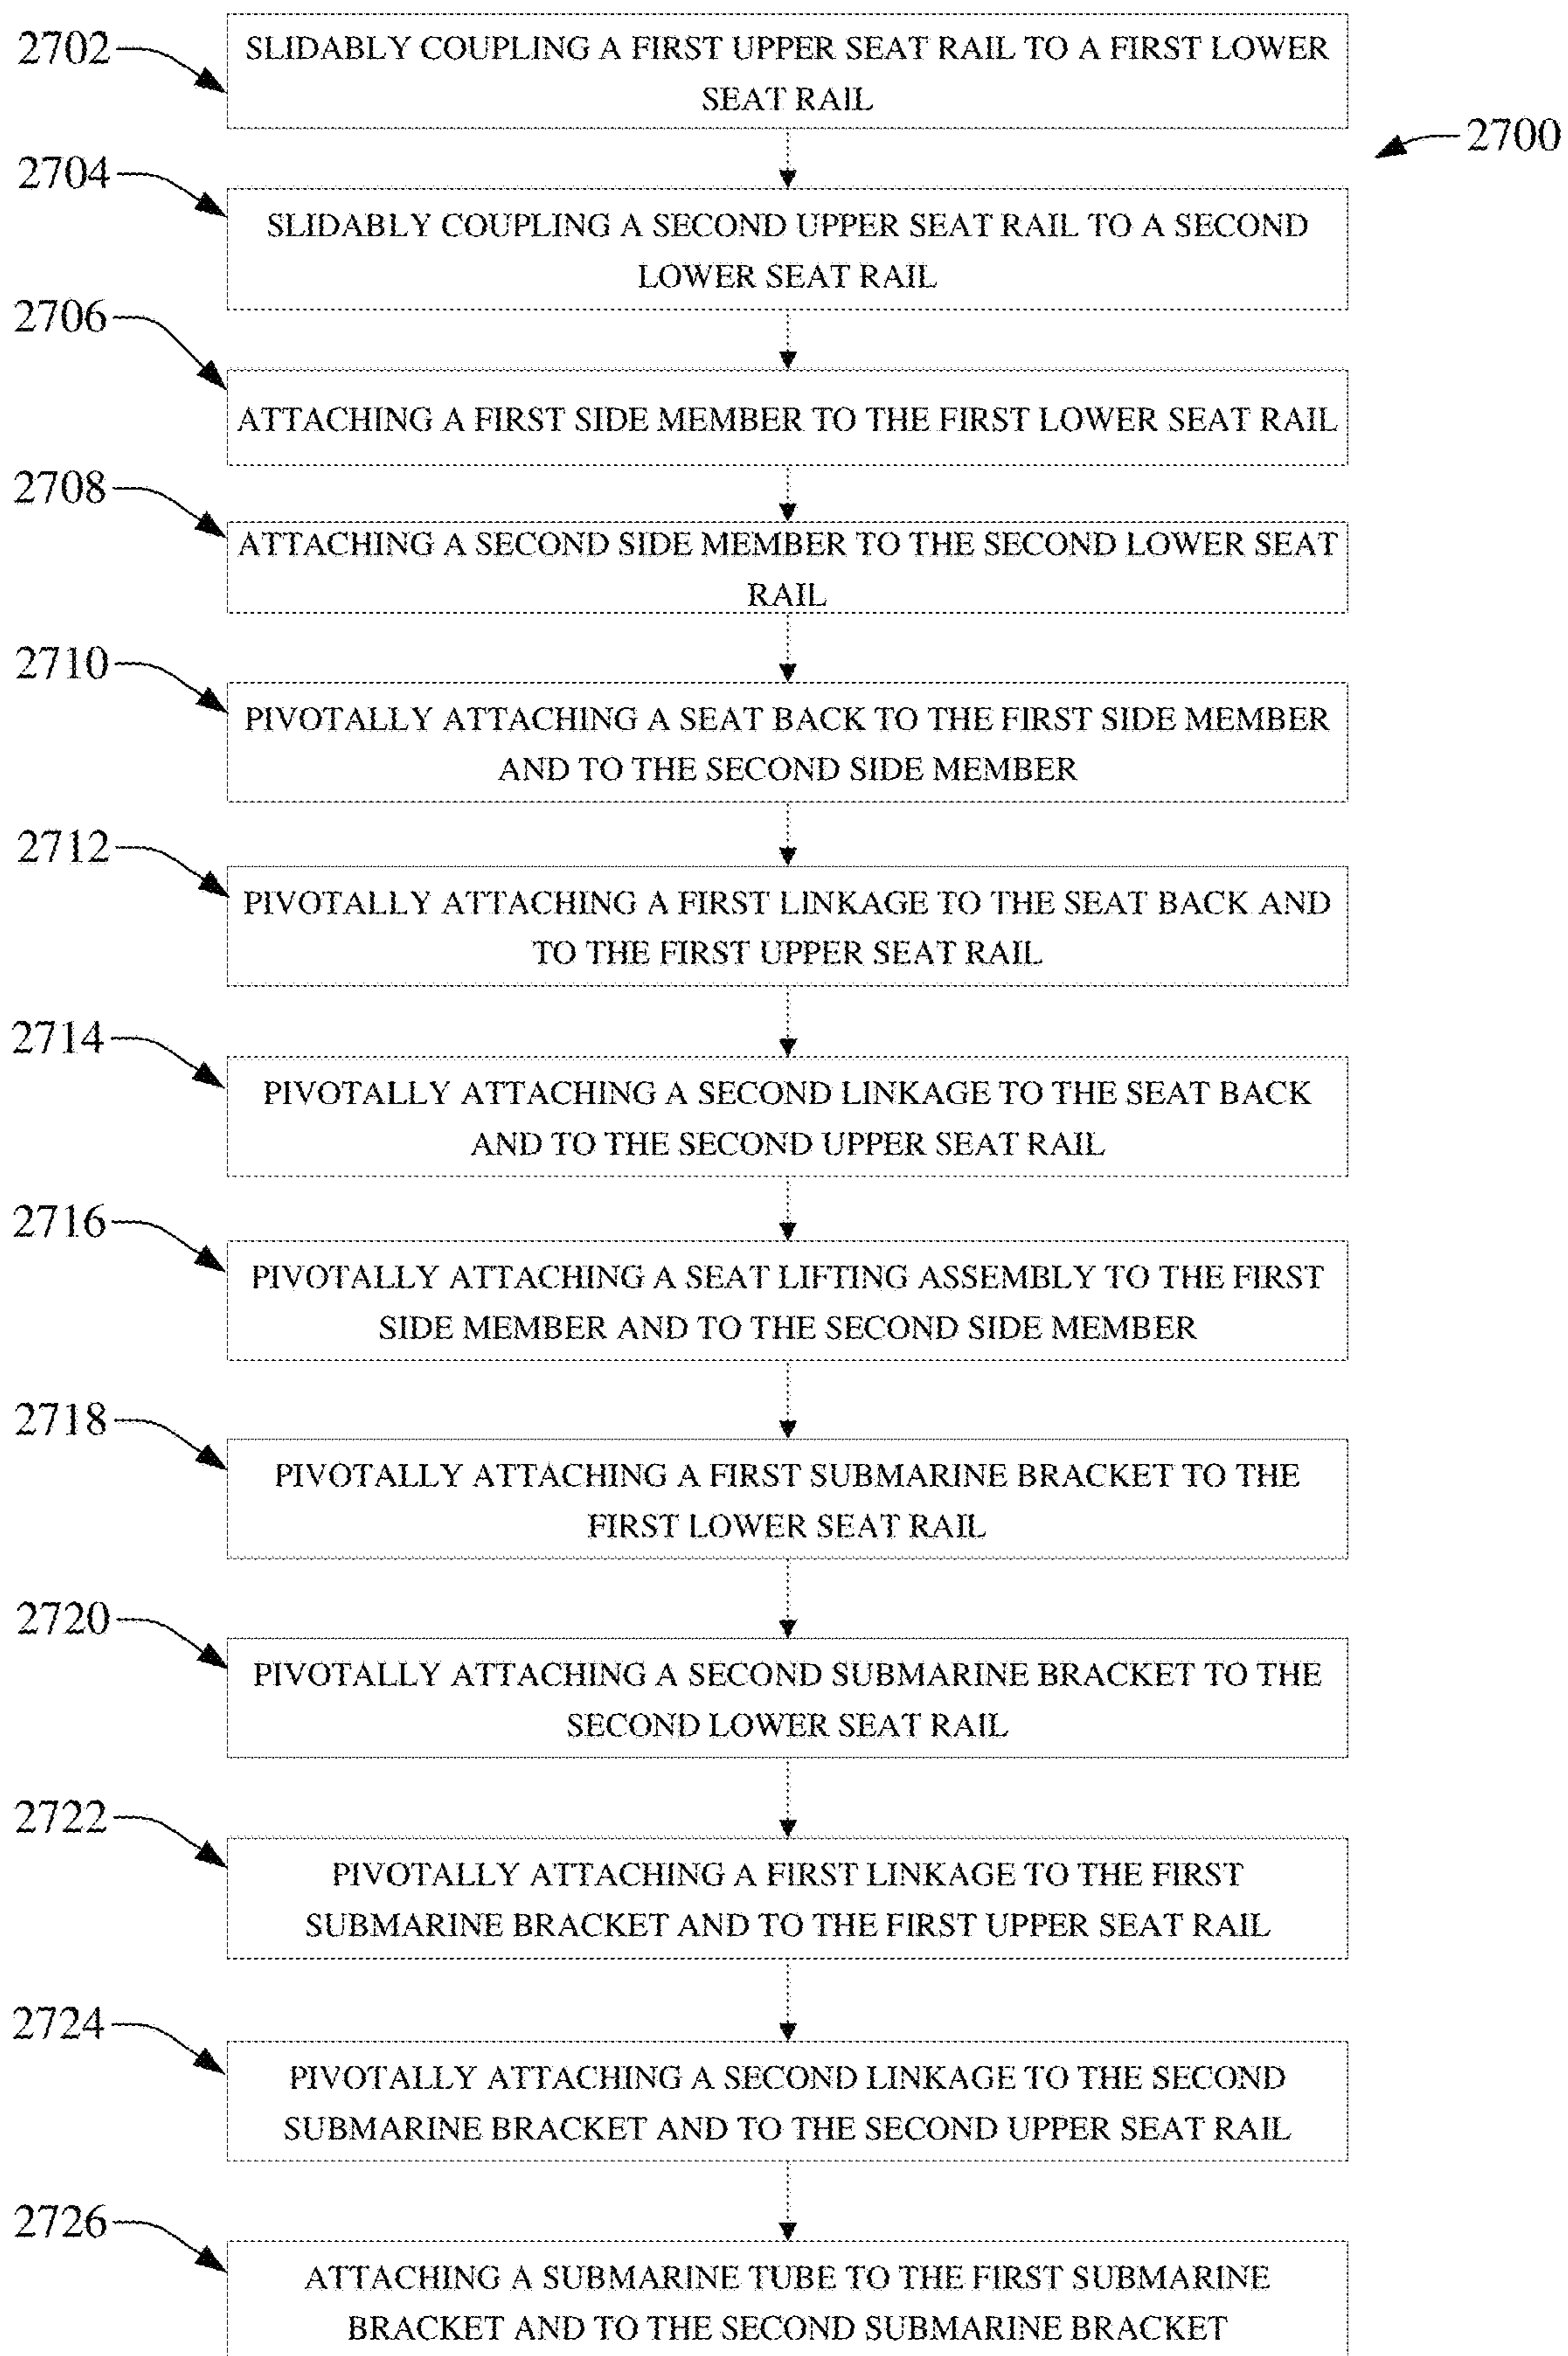 2702
SLIDABLY COUPLING A FIRST UPPER SEAT RAIL TO A FIRST LOWER
SEAT RAIL
2700
2704
SLIDABLY COUPLING A SECOND UPPER SEAT RAIL TO A SECOND
LOWER SEAT RAIL
2706
ATTACHING A FIRST SIDE MEMBER TO THE FIRST LOWER SEAT RAIL
2708
ATTACHING A SECOND SIDE MEMBER TO THE SECOND LOWER SEAT
RAIL
2710
PIVOTALLY ATTACHING A SEAT BACK TO THE FIRST SIDE MEMBER
AND TO THE SECOND SIDE MEMBER
2712
PIVOTALLY ATTACHING A FIRST LINKAGE TO THE SEAT BACK AND
TO THE FIRST UPPER SEAT RAIL
2714
PIVOTALLY ATTACHING A SECOND LINKAGE TO THE SEAT BACK
AND TO THE SECOND UPPER SEAT RAIL
2716
PIVOTALLY ATTACHING A SEAT LIFTING ASSEMBLY TO THE FIRST
SIDE MEMBER AND TO THE SECOND SIDE MEMBER
2718
PIVOTALLY ATTACHING A FIRST SUBMARINE BRACKET TO THE
FIRST LOWER SEAT RAIL
2720
PIVOTALLY ATTACHING A SECOND SUBMARINE BRACKET TO THE
SECOND LOWER SEAT RAIL
2722
PIVOTALLY ATTACHING A FIRST LINKAGE TO THE FIRST
SUBMARINE BRACKET AND TO THE FIRST UPPER SEAT RAIL
2724
PIVOTALLY ATTACHING A SECOND LINKAGE TO THE SECOND
SUBMARINE BRACKET AND TO THE SECOND UPPER SEAT RAIL
2726
ATTACHING A SUBMARINE TUBE TO THE FIRST SUBMARINE
BRACKET AND TO THE SECOND SUBMARINE BRACKET